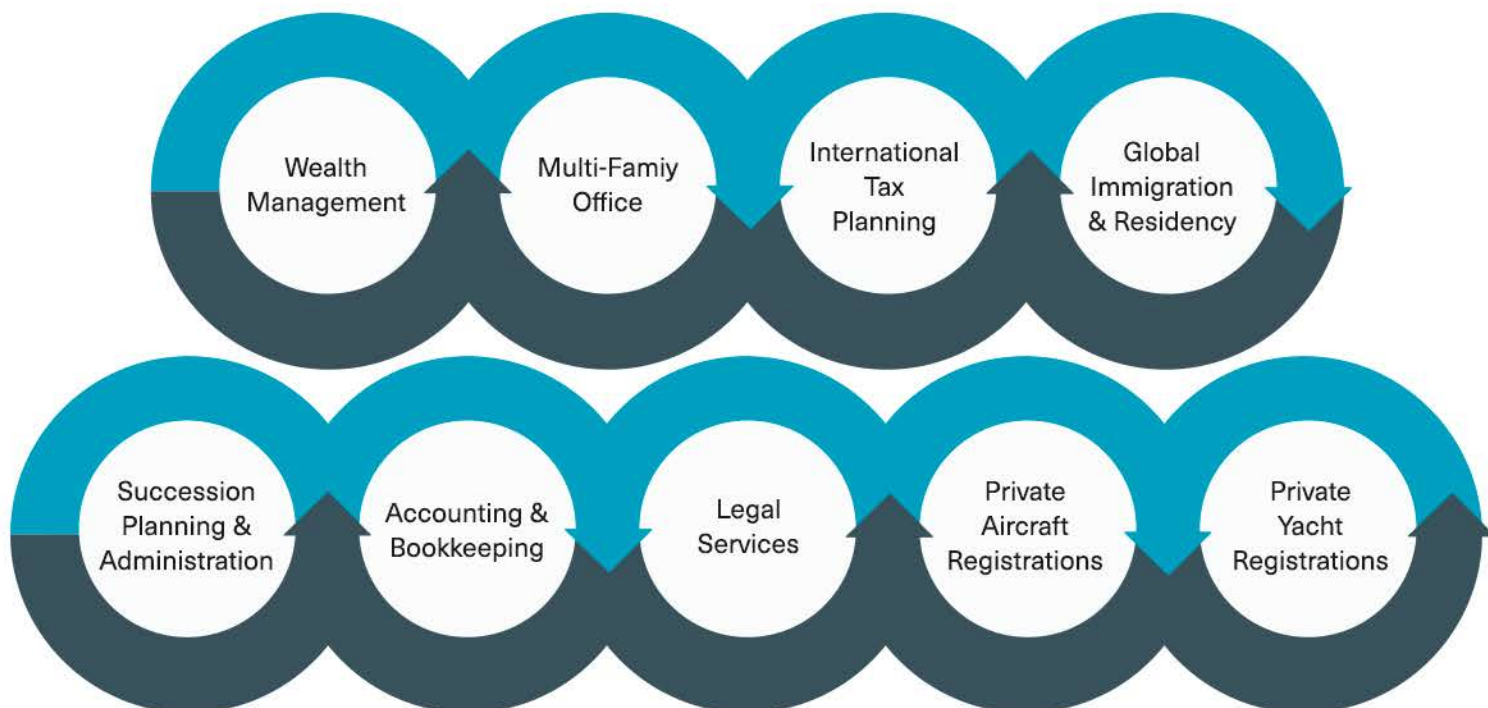 Wealth
Management
Multi-Famiy
Office
International
Tax
Planning
Global
Immigration
& Residency
Succession
Planning &
Administration
Accounting &
Bookkeeping
Legal
Services
Private
Aircraft
Registrations
Private
Yacht
Registrations